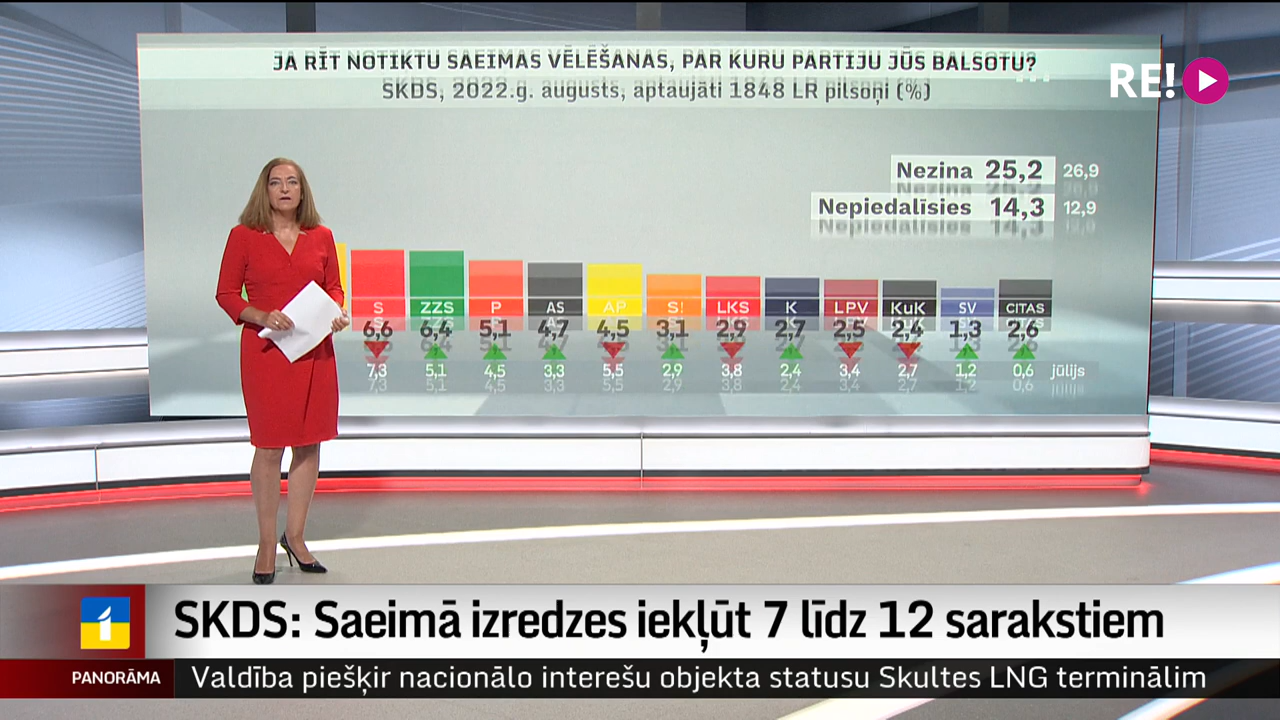 JA RĪT NOTIKTU SAEIMAS VĒLĒŠANAS, PAR KURU PARTIJU JŪS BALSOTU?
SKDS, 2022.g. augusts, aptaujāti 1848 LR pilsoņi (%)
RE!
Nezina 25,2 26,9
Nepiedalīsies 14,3 12,9
S ZZS P AS AP S! LKS K LPV KuK SV CITAS
6,6 6,4 5,1 4,7 4,5 3,1 2,9 2,7 2,5 2,4 1,3 2,6
7,3 5,1 4,5 3,3 5,5 2,9 3,8 2,4 3,4 2,7 1,2 0,6 jūlijs
1 SKDS: Saeimā izredzes iekļūt 7 līdz 12 sarakstiem
PANORĀMA Valdība piešķir nacionālo interešu objekta statusu Skultes LNG terminālim